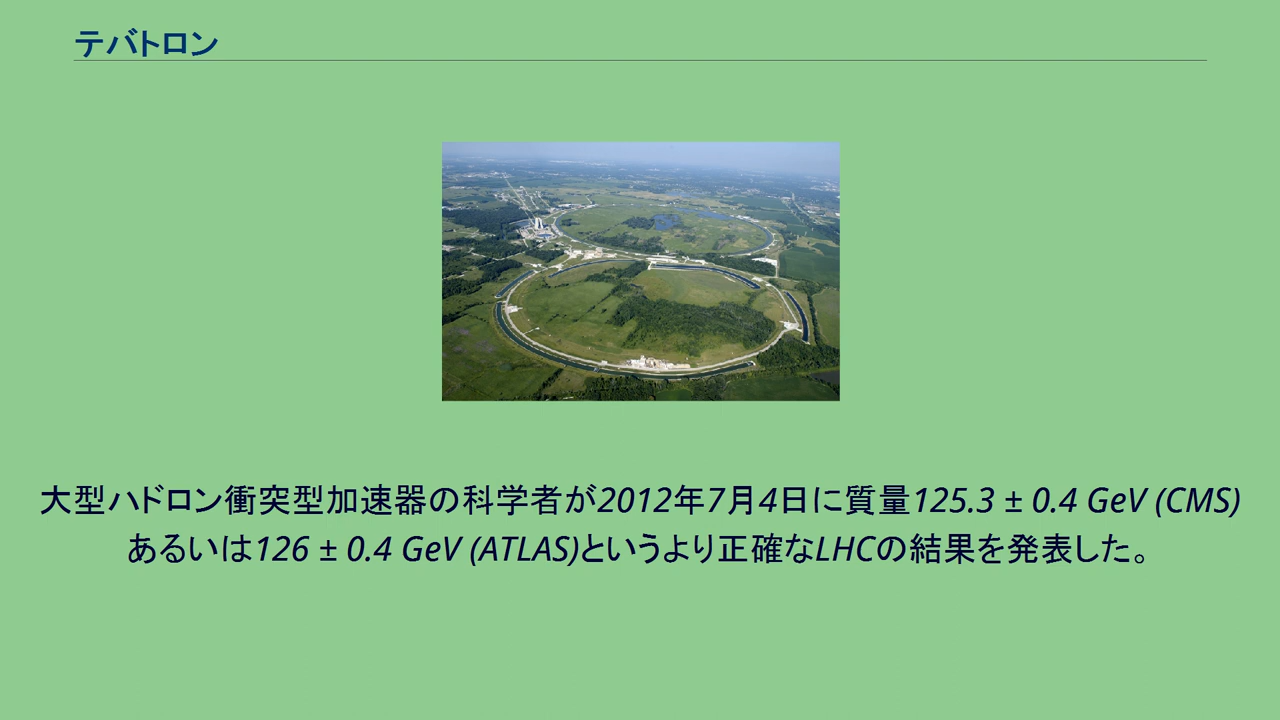 テバトロン
大型ハドロン衝突型加速器の科学者が2012年7月4日に質量125.3 ± 0.4 GeV (CMS)
あるいは126 ± 0.4 GeV (ATLAS)というより正確なLHCの結果を発表した。